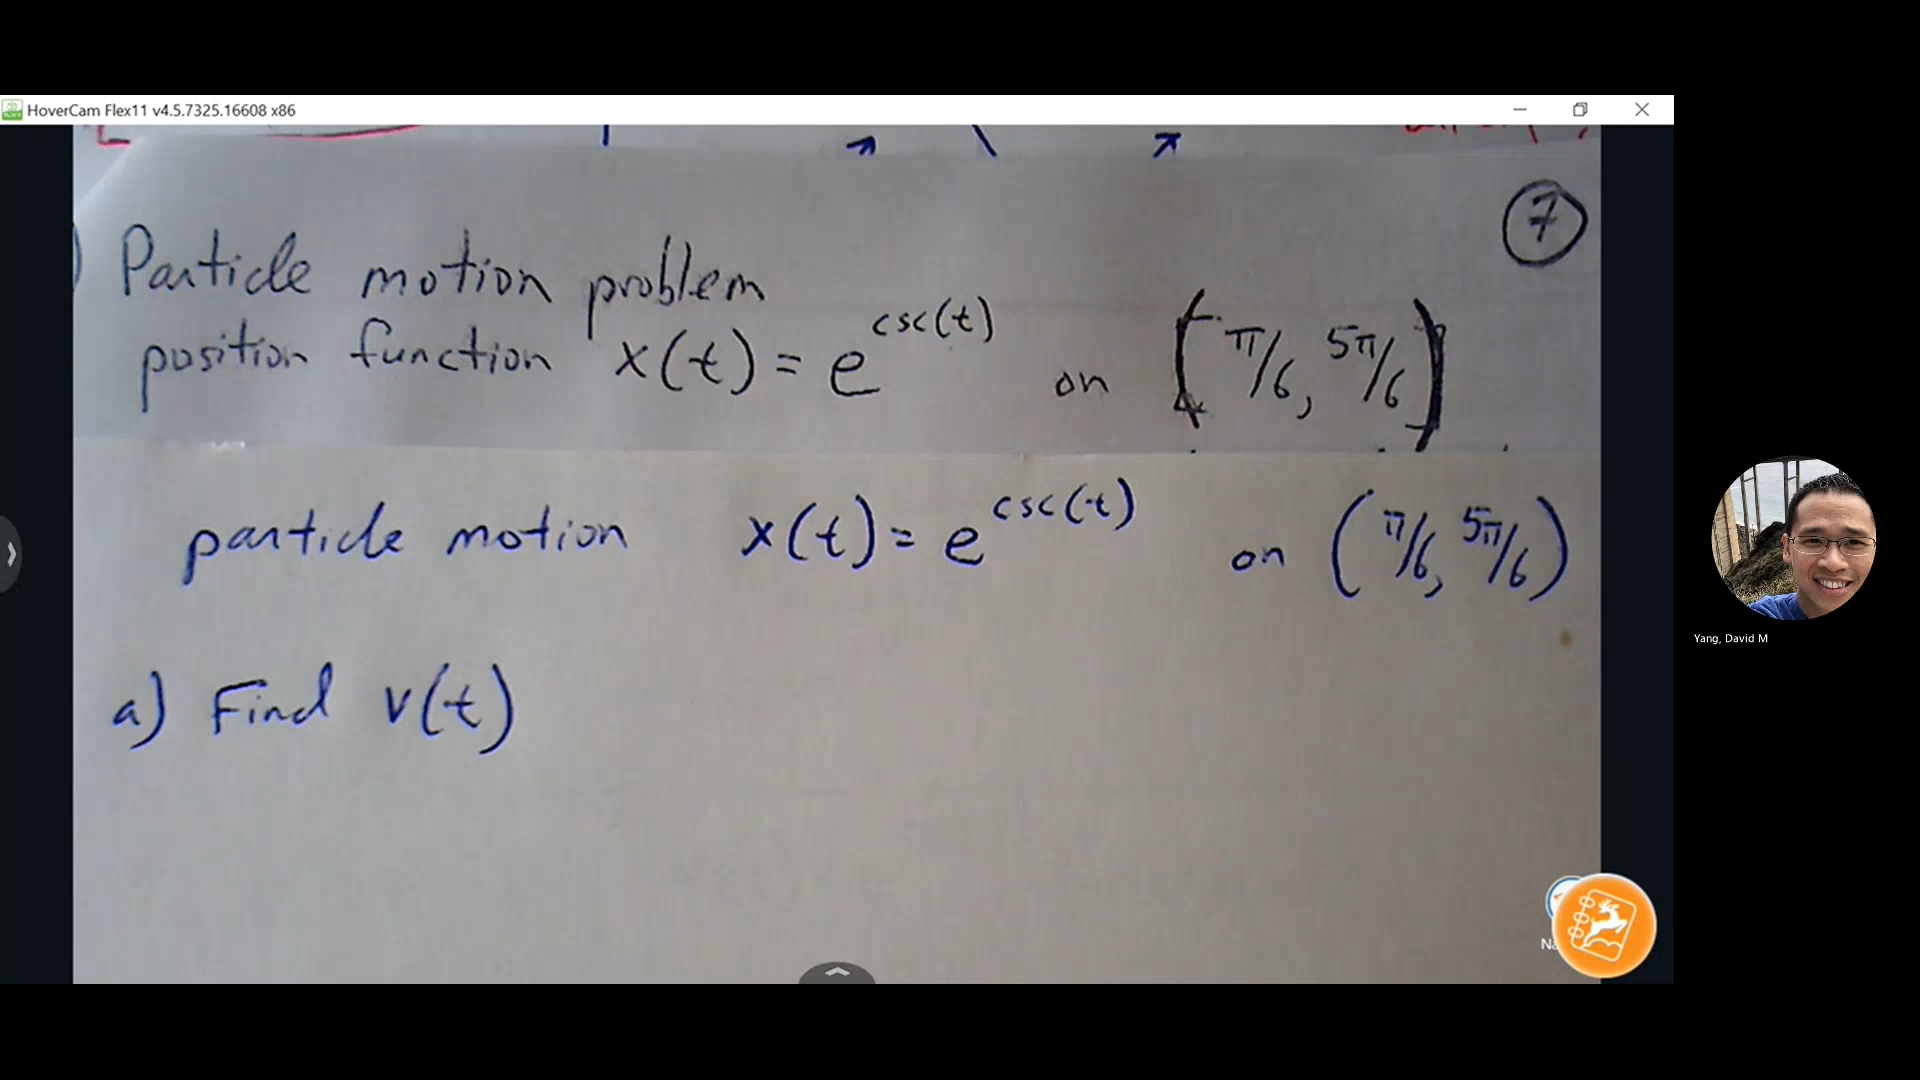 HoverCam Flex11 v4.5.7325.16608 x86
7
) Particle motion problem
position function x(t) = e^csc(t) on (π/6, 5π/6)
particle motion x(t) = e^csc(t) on (π/6, 5π/6)
Yang, David M
a) Find v(t)